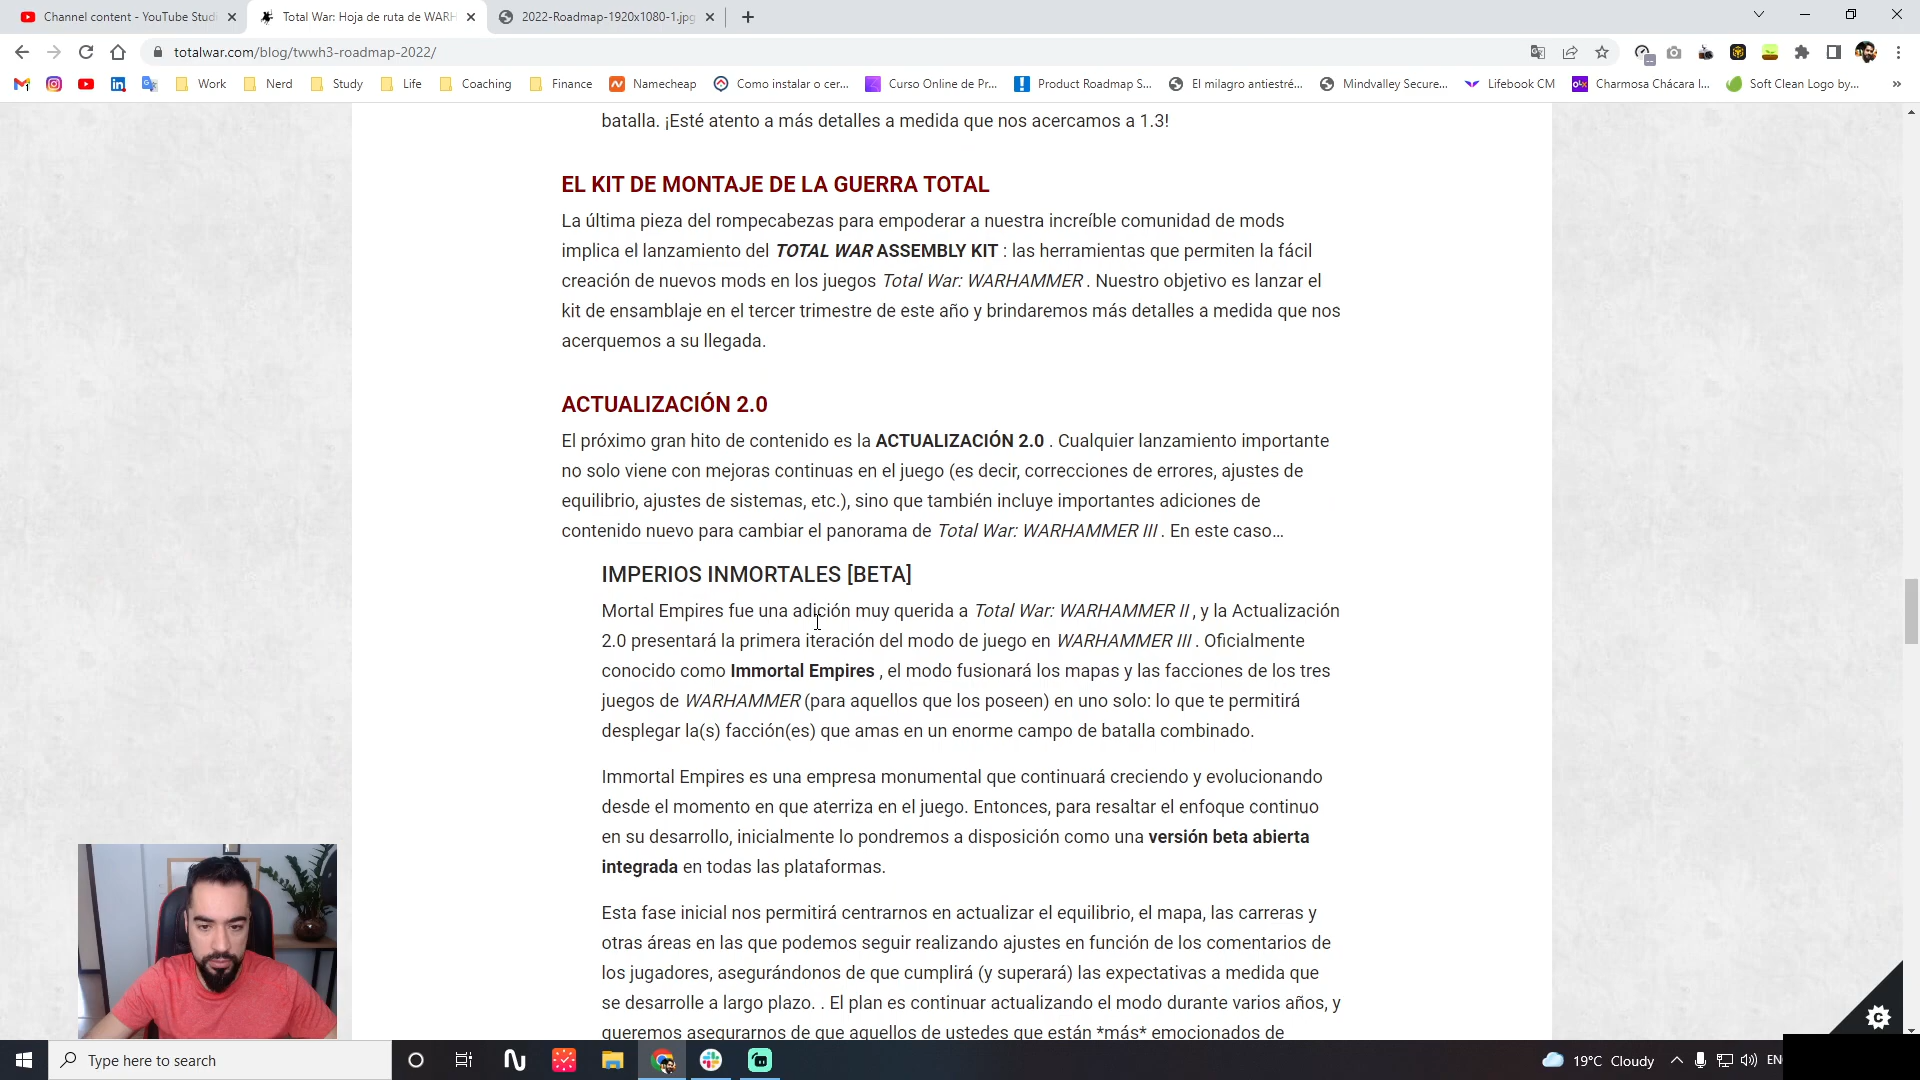 Channel content - YouTube Studi
Total War: Hoja de ruta de WARH
2022-Roadmap-1920x1080-1.jpg
totalwar.com/blog/twwh3-roadmap-2022/
Work
Nerd
Study
Life
Coaching
Finance
Namecheap
Como instalar o cer...
Curso Online de Pr...
Product Roadmap S...
El milagro antiestré...
Mindvalley Secure...
Lifebook CM
Charmosa Chácara I...
Soft Clean Logo by...
batalla. ¡Esté atento a más detalles a medida que nos acercamos a 1.3!
EL KIT DE MONTAJE DE LA GUERRA TOTAL
La última pieza del rompecabezas para empoderar a nuestra increíble comunidad de mods
implica el lanzamiento del TOTAL WAR ASSEMBLY KIT : las herramientas que permiten la fácil
creación de nuevos mods en los juegos Total War: WARHAMMER . Nuestro objetivo es lanzar el
kit de ensamblaje en el tercer trimestre de este año y brindaremos más detalles a medida que nos
acerquemos a su llegada.
ACTUALIZACIÓN 2.0
El próximo gran hito de contenido es la ACTUALIZACIÓN 2.0 . Cualquier lanzamiento importante
no solo viene con mejoras continuas en el juego (es decir, correcciones de errores, ajustes de
equilibrio, ajustes de sistemas, etc.), sino que también incluye importantes adiciones de
contenido nuevo para cambiar el panorama de Total War: WARHAMMER III . En este caso…
IMPERIOS INMORTALES [BETA]
Mortal Empires fue una adición muy querida a Total War: WARHAMMER II , y la Actualización
2.0 presentará la primera iteración del modo de juego en WARHAMMER III . Oficialmente
conocido como Immortal Empires , el modo fusionará los mapas y las facciones de los tres
juegos de WARHAMMER (para aquellos que los poseen) en uno solo: lo que te permitirá
desplegar la(s) facción(es) que amas en un enorme campo de batalla combinado.
Immortal Empires es una empresa monumental que continuará creciendo y evolucionando
desde el momento en que aterriza en el juego. Entonces, para resaltar el enfoque continuo
en su desarrollo, inicialmente lo pondremos a disposición como una versión beta abierta
integrada en todas las plataformas.
Esta fase inicial nos permitirá centrarnos en actualizar el equilibrio, el mapa, las carreras y
otras áreas en las que podemos seguir realizando ajustes en función de los comentarios de
los jugadores, asegurándonos de que cumplirá (y superará) las expectativas a medida que
se desarrolle a largo plazo. . El plan es continuar actualizando el modo durante varios años, y
queremos asegurarnos de que aquellos de ustedes que están *más* emocionados de
Type here to search
19°C Cloudy
EN